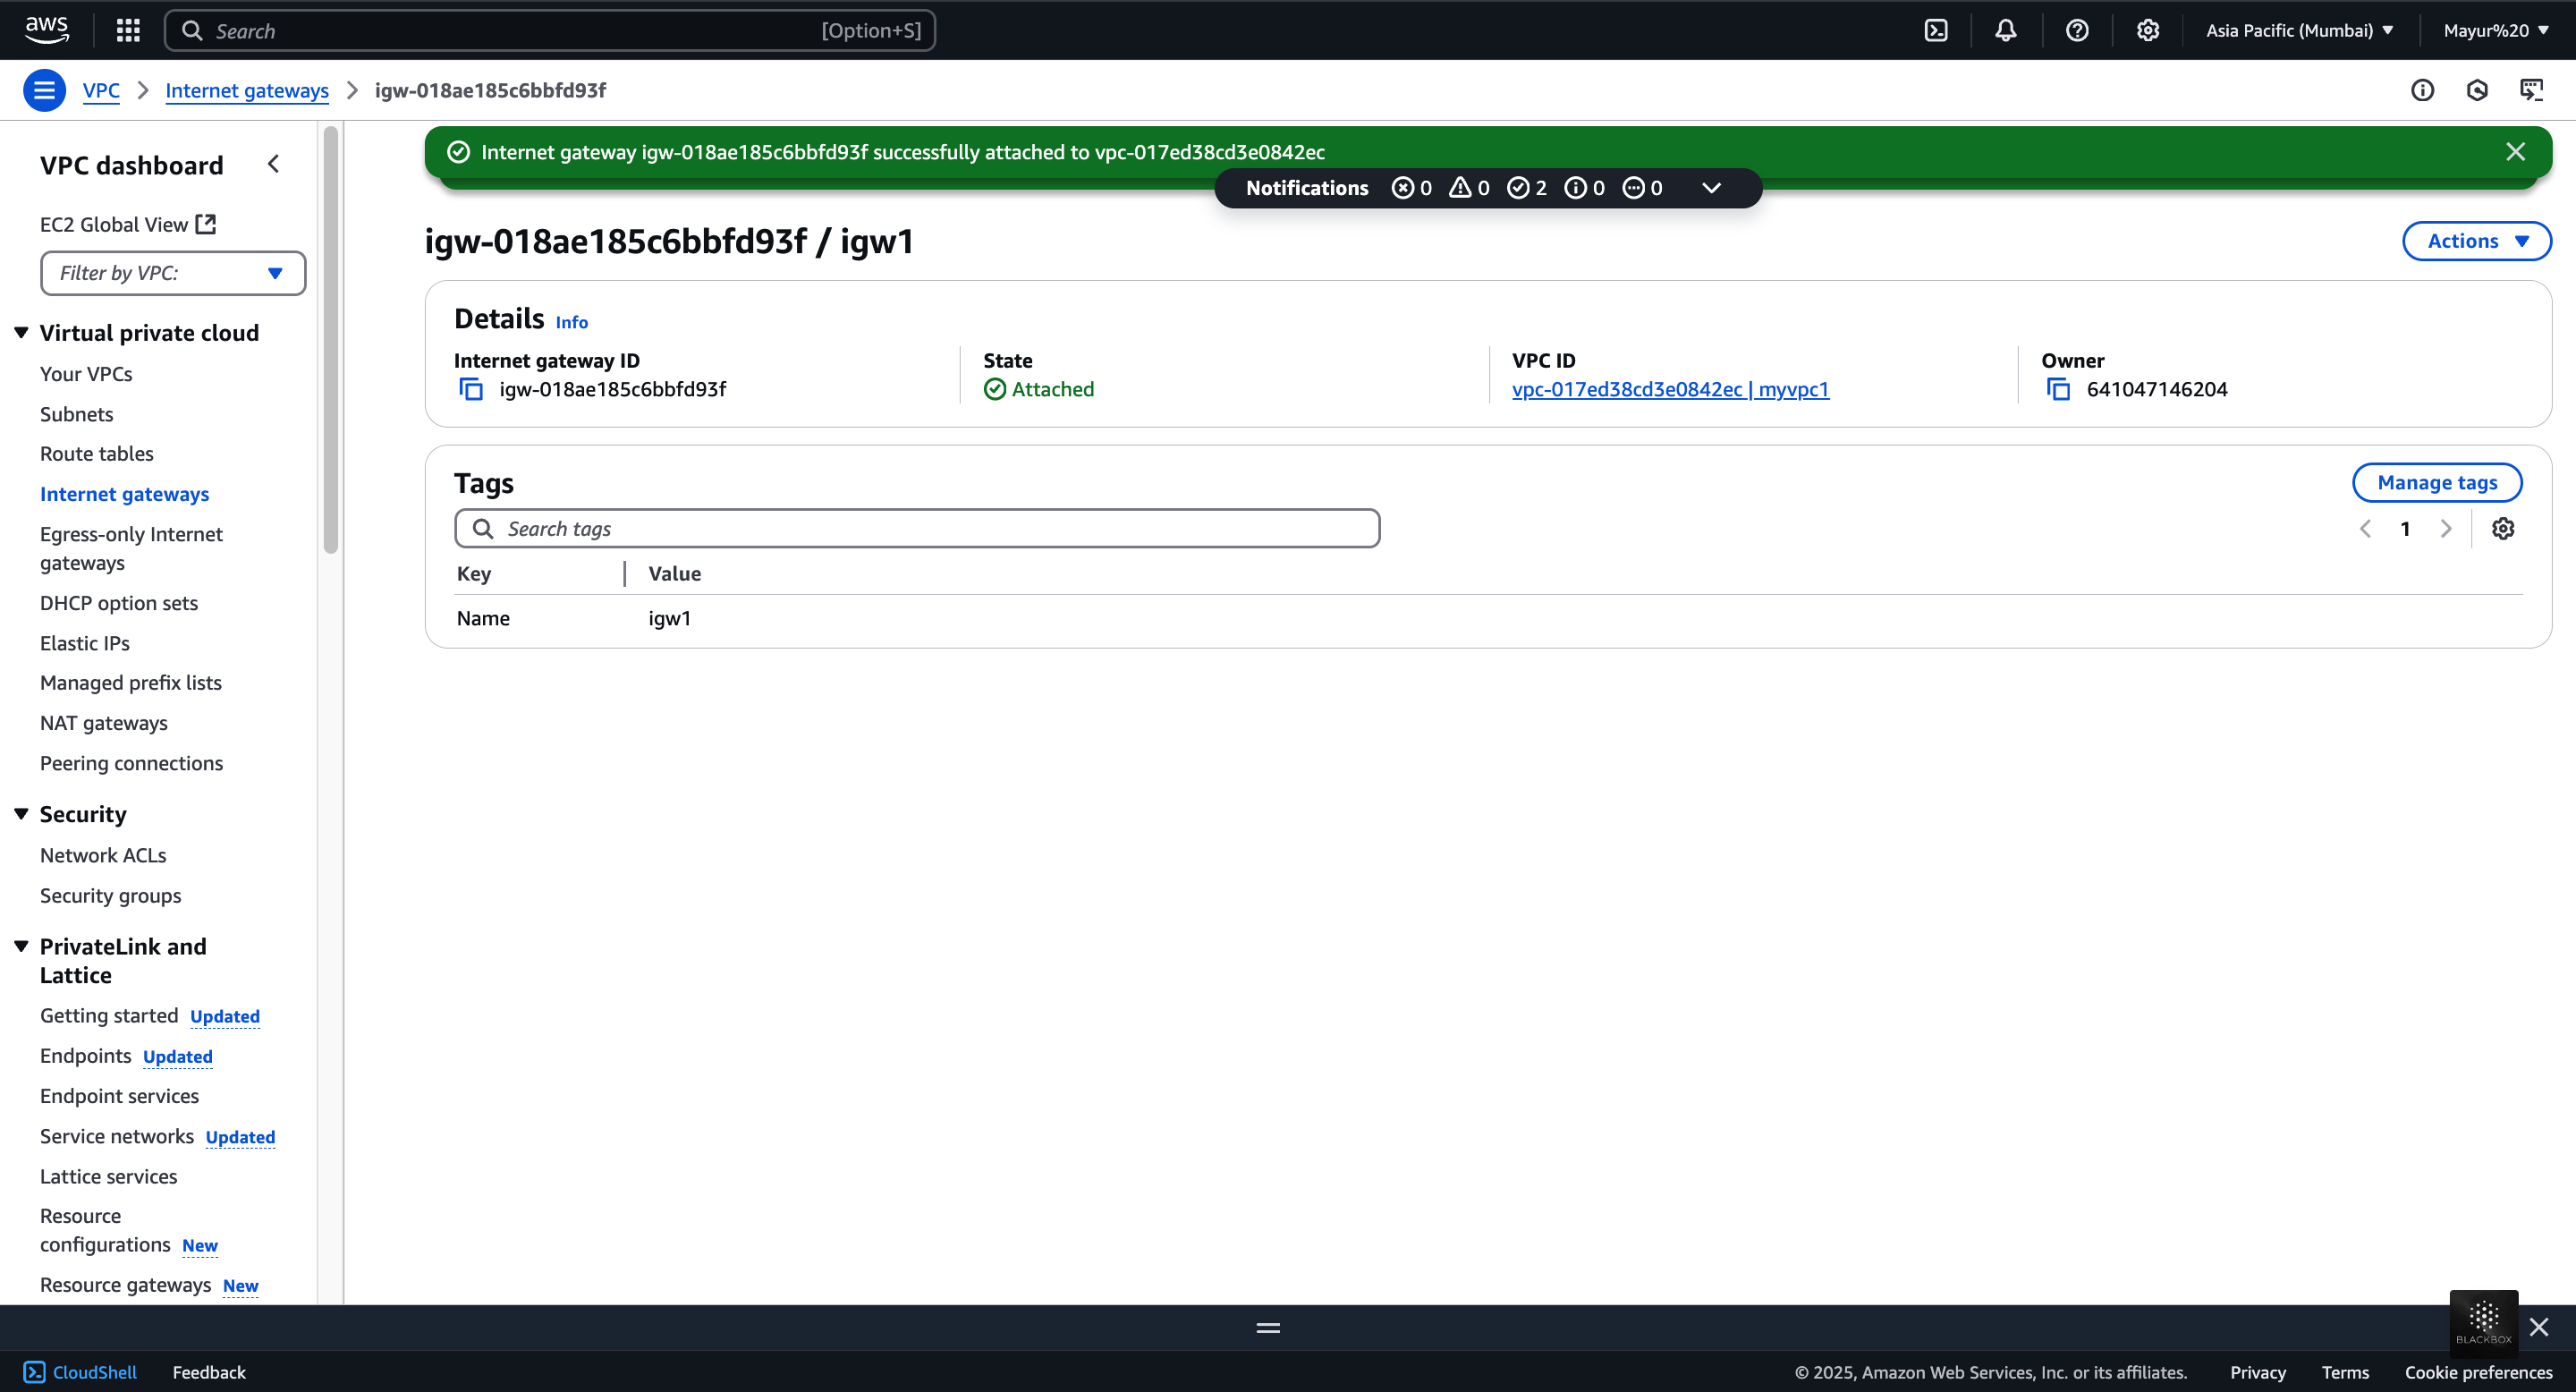 aws
Search [Option+S]
Asia Pacific (Mumbai)
Mayur%20
VPC
Internet gateways
igw-018ae185c6bbfd93f
VPC dashboard
EC2 Global View
Filter by VPC:
Virtual private cloud
Your VPCs
Subnets
Route tables
Internet gateways
Egress-only Internet
gateways
DHCP option sets
Elastic IPs
Managed prefix lists
NAT gateways
Peering connections
Security
Network ACLs
Security groups
PrivateLink and
Lattice
Getting started Updated
Endpoints Updated
Endpoint services
Service networks Updated
Lattice services
Resource
configurations New
Resource gateways New
Internet gateway igw-018ae185c6bbfd93f successfully attached to vpc-017ed38cd3e0842ec
Notifications 0 0 2 0 0
igw-018ae185c6bbfd93f / igw1
Actions
Details Info
Internet gateway ID
igw-018ae185c6bbfd93f
State
Attached
VPC ID
vpc-017ed38cd3e0842ec | myvpc1
Owner
641047146204
Tags
Manage tags
Search tags
1
Key Value
Name igw1
BLACKBOX
CloudShell
Feedback
© 2025, Amazon Web Services, Inc. or its affiliates.
Privacy
Terms
Cookie preferences